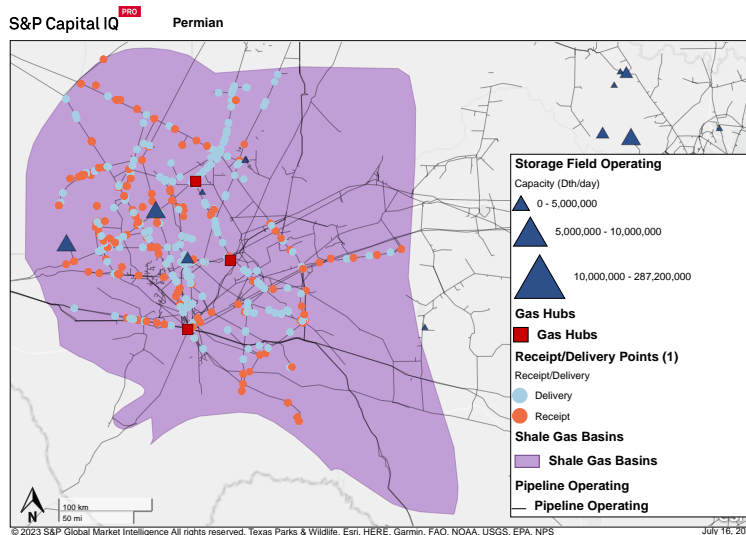 S&P Capital IQ PRO
Permian
Storage Field Operating
Capacity (Dth/day)
0 - 5,000,000
5,000,000 - 10,000,000
10,000,000 - 287,200,000
Gas Hubs
Gas Hubs
Receipt/Delivery Points (1)
Receipt/Delivery
Delivery
Receipt
Shale Gas Basins
Shale Gas Basins
Pipeline Operating
Pipeline Operating
N
100 km
50 mi
© 2023 S&P Global Market Intelligence All rights reserved. Texas Parks & Wildlife, Esri, HERE, Garmin, FAO, NOAA, USGS, EPA, NPS
July 16, 20